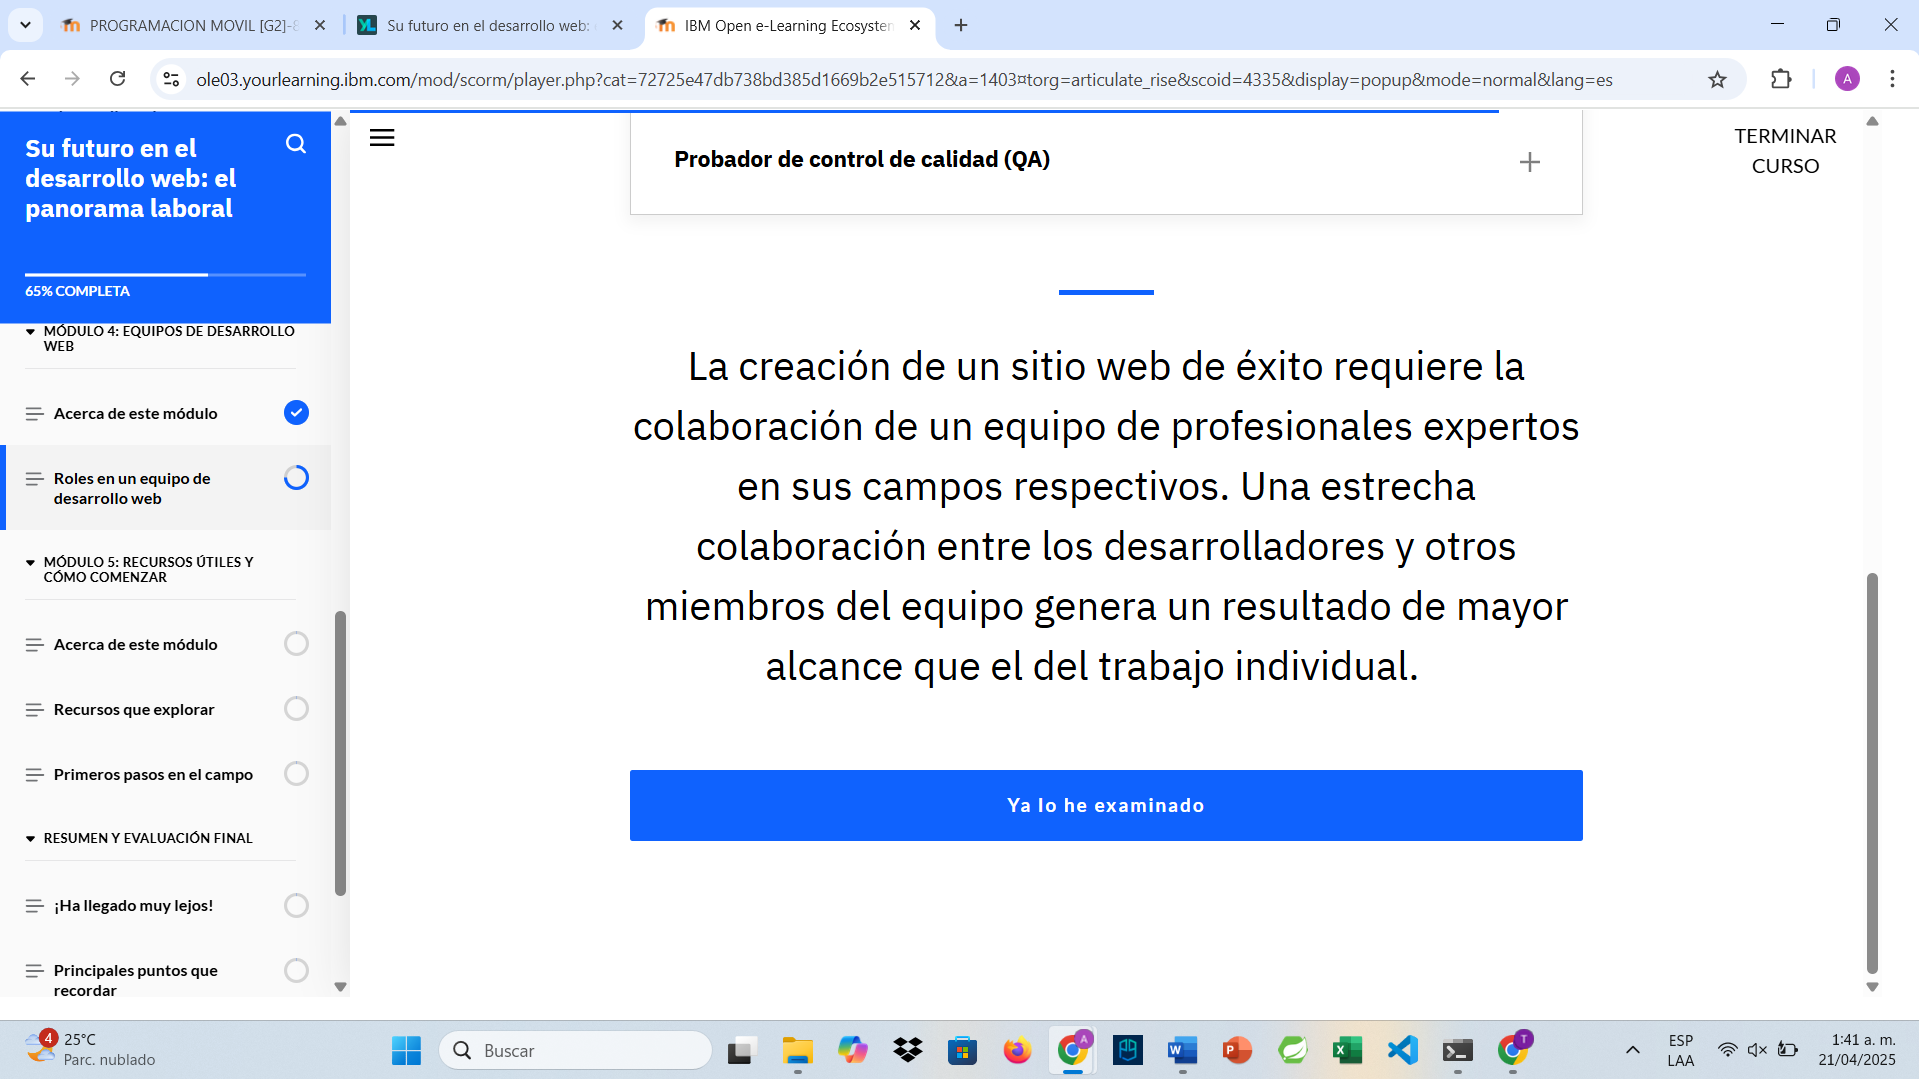 PROGRAMACION MOVIL [G2]-8
Su futuro en el desarrollo web:
IBM Open e-Learning Ecosystem
ole03.yourlearning.ibm.com/mod/scorm/player.php?cat=72725e47db738bd385d1669b2e515712&a=1403¤torg=articulate_rise&scoid=4335&display=popup&mode=normal&lang=es
A
Su futuro en el
desarrollo web: el
panorama laboral
65% COMPLETA
MÓDULO 4: EQUIPOS DE DESARROLLO
WEB
Acerca de este módulo
Roles en un equipo de
desarrollo web
MÓDULO 5: RECURSOS ÚTILES Y
CÓMO COMENZAR
Acerca de este módulo
Recursos que explorar
Primeros pasos en el campo
RESUMEN Y EVALUACIÓN FINAL
¡Ha llegado muy lejos!
Principales puntos que
recordar
Probador de control de calidad (QA)
TERMINAR
CURSO
La creación de un sitio web de éxito requiere la
colaboración de un equipo de profesionales expertos
en sus campos respectivos. Una estrecha
colaboración entre los desarrolladores y otros
miembros del equipo genera un resultado de mayor
alcance que el del trabajo individual.
Ya lo he examinado
4
25°C
Parc. nublado
Buscar
A
W
P
X
T
ESP
LAA
1:41 a. m.
21/04/2025